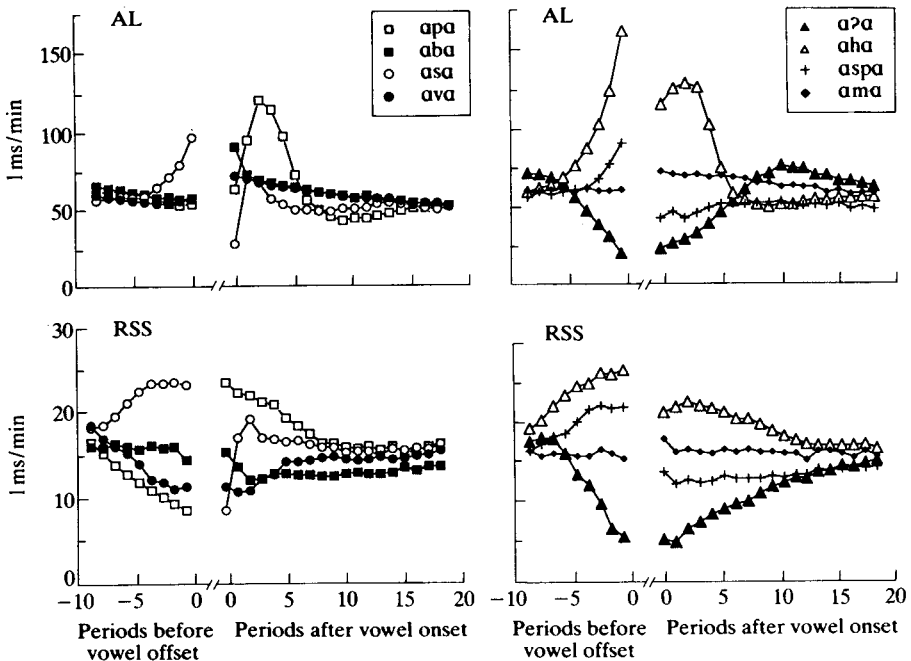 AL
175
150
100
50
0
1 ms/min
apa
aba
asa
ava
AL
aʔa
aha
aspa
ama
RSS
30
20
10
0
1 ms/min
−10 −5 0 0 5 10 15 20
Periods before
vowel offset
Periods after vowel onset
RSS
−10 −5 0 0 5 10 15 20
Periods before
vowel offset
Periods after vowel onset